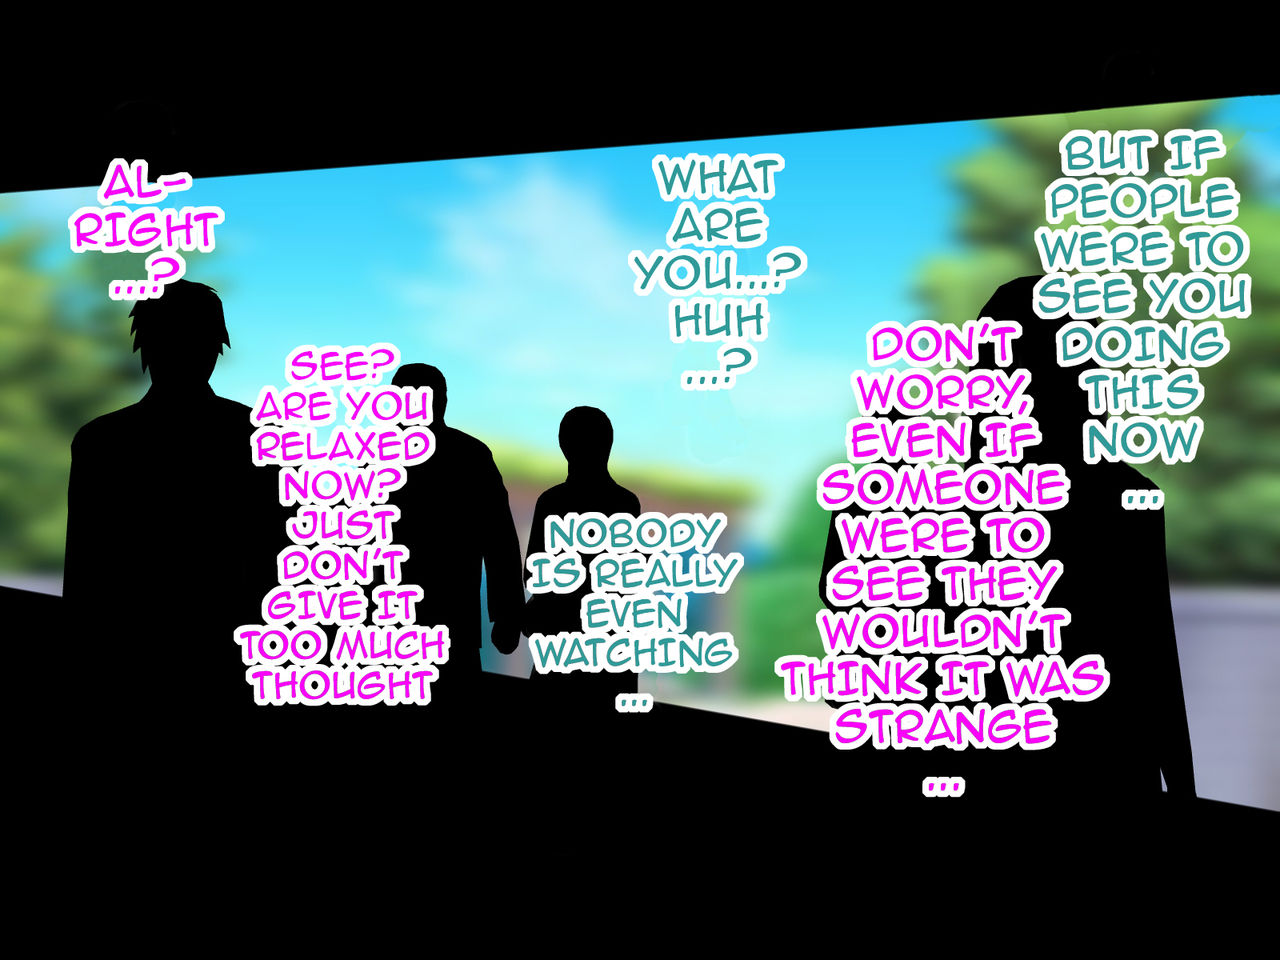 BUT IF
PEOPLE
WERE TO
SEE YOU
DOING
THIS
NOW
...
DON'T
WORRY,
EVEN IF
SOMEONE
WERE TO
SEE THEY
WOULDN'T
THINK IT WAS
STRANGE
...
WHAT
ARE
YOU...?
HUH
...?
NOBODY
IS REALLY
EVEN
WATCHING
...
SEE?
ARE YOU
RELAXED
NOW?
JUST
DON'T
GIVE IT
TOO MUCH
THOUGHT
AL-
RIGHT
...?